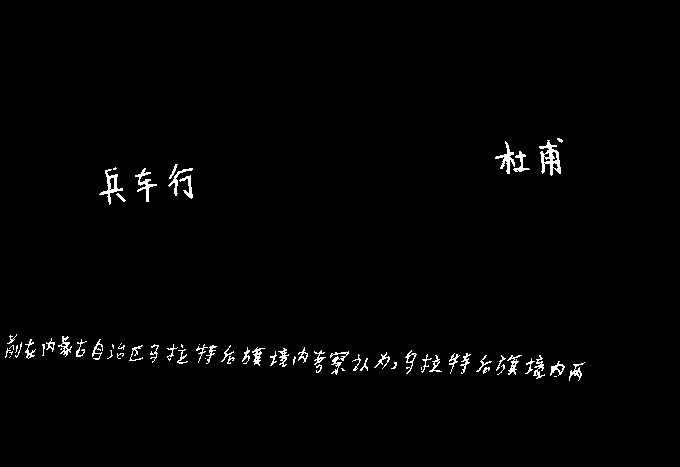 兵车行
杜甫
前在内蒙古自治区乌拉特后旗境内考察认为,乌拉特后旗境内两